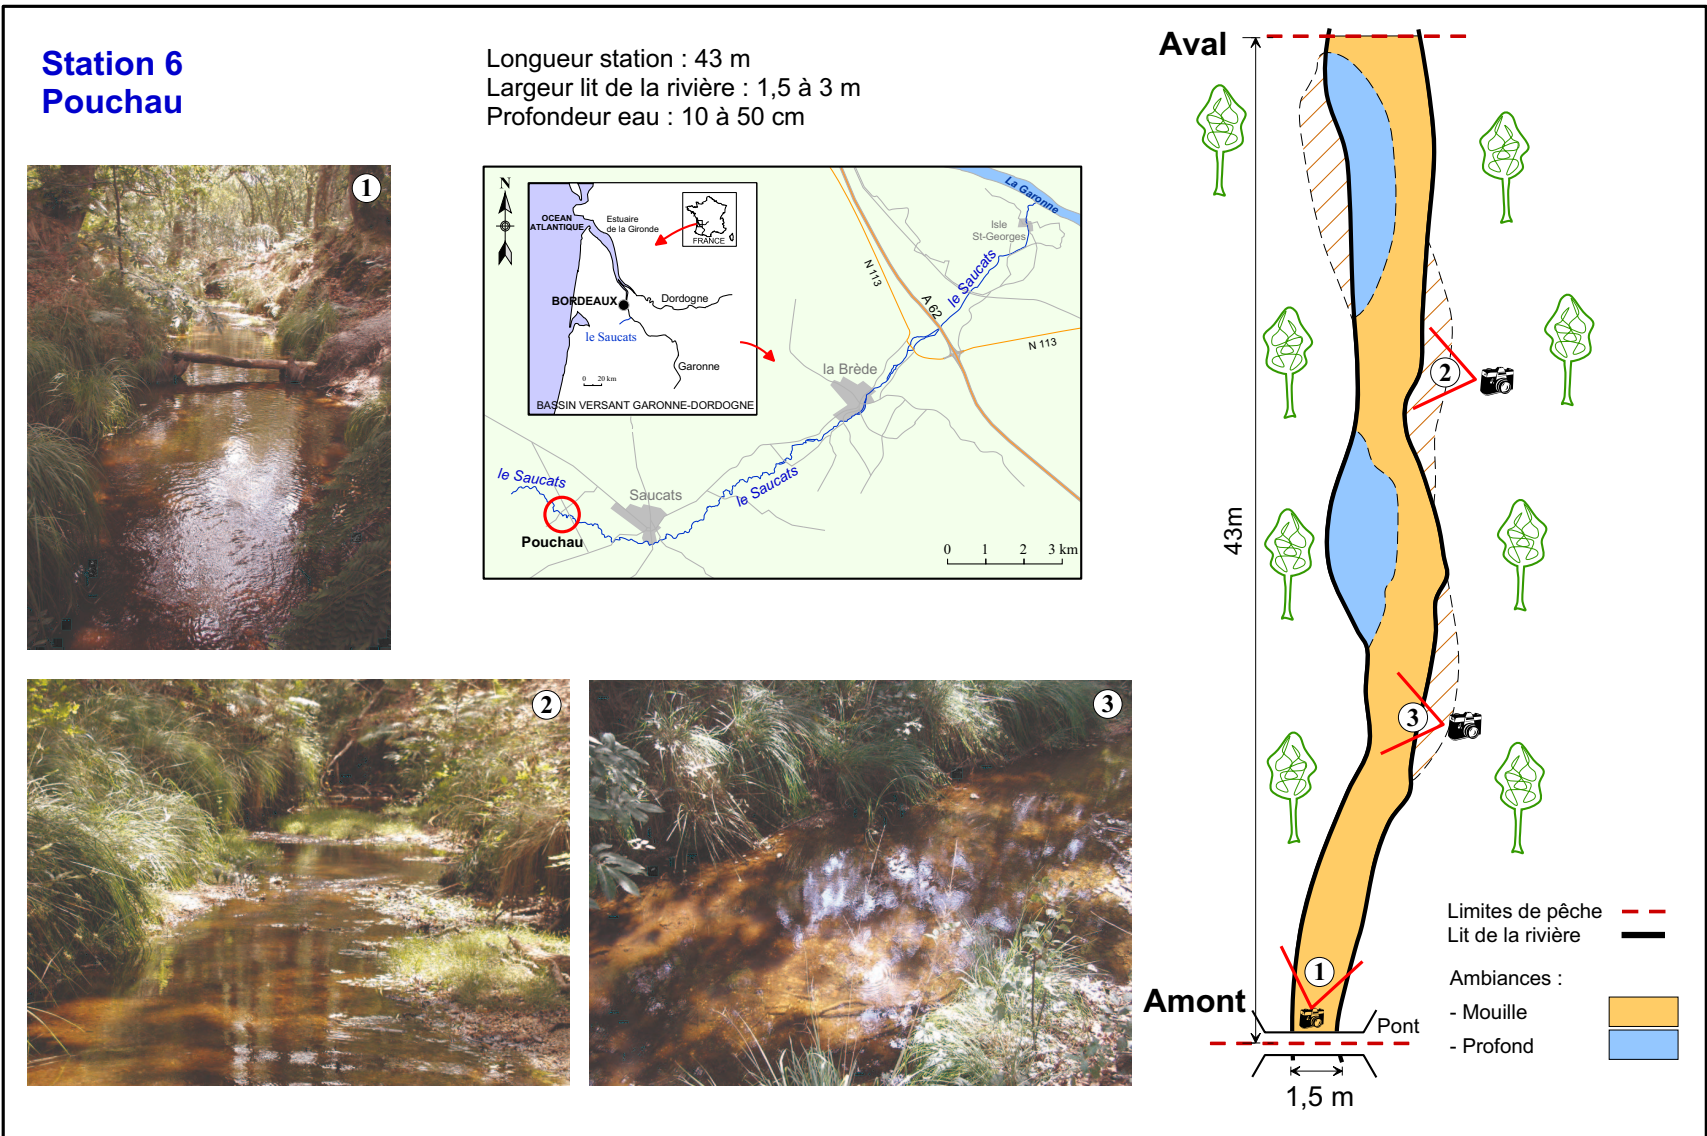 Station 6
Pouchau
Longueur station : 43 m
Largeur lit de la rivière : 1,5 à 3 m
Profondeur eau : 10 à 50 cm
1
N
OCEAN
ATLANTIQUE
Estuaire
de la Gironde
FRANCE
BORDEAUX
Dordogne
le Saucats
Garonne
0 20 km
BASSIN VERSANT GARONNE-DORDOGNE
La Garonne
Isle
St-Georges
le Saucats
N 113
A 62
N 113
la Brède
le Saucats
le Saucats
Saucats
Pouchau
0 1 2 3 km
2
3
Aval
43m
2
3
1
Amont
Pont
1,5 m
Limites de pêche
Lit de la rivière
Ambiances :
- Mouille
- Profond